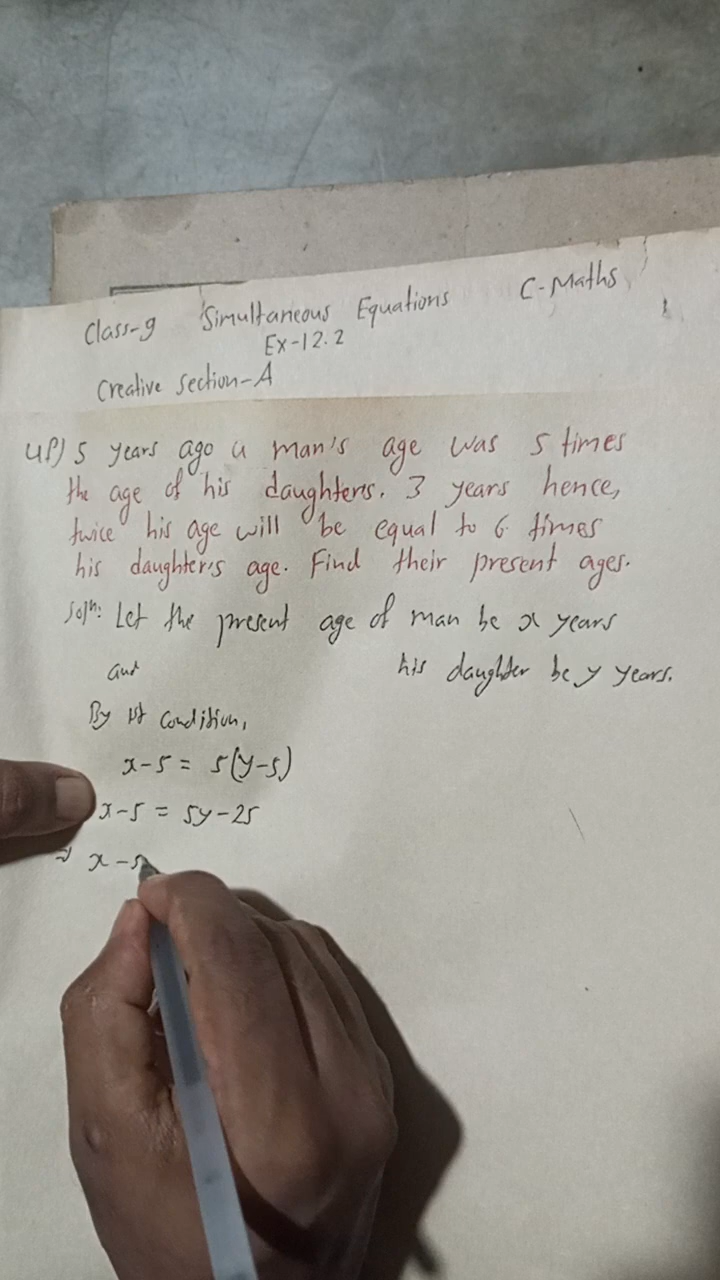 Class-9 Simultaneous Equations C-Maths
Ex-12.2
Creative section-A
4f) 5 years ago a man's age was 5 times
the age of his daughter's. 3 years hence,
twice his age will be equal to 6 times
his daughter's age. Find their present ages.
Solⁿ: Let the present age of man be x years
and his daughter be y years.
By 1st condition,
x-5 = 5(y-5)
x-5 = 5y-25
⇒ x-5